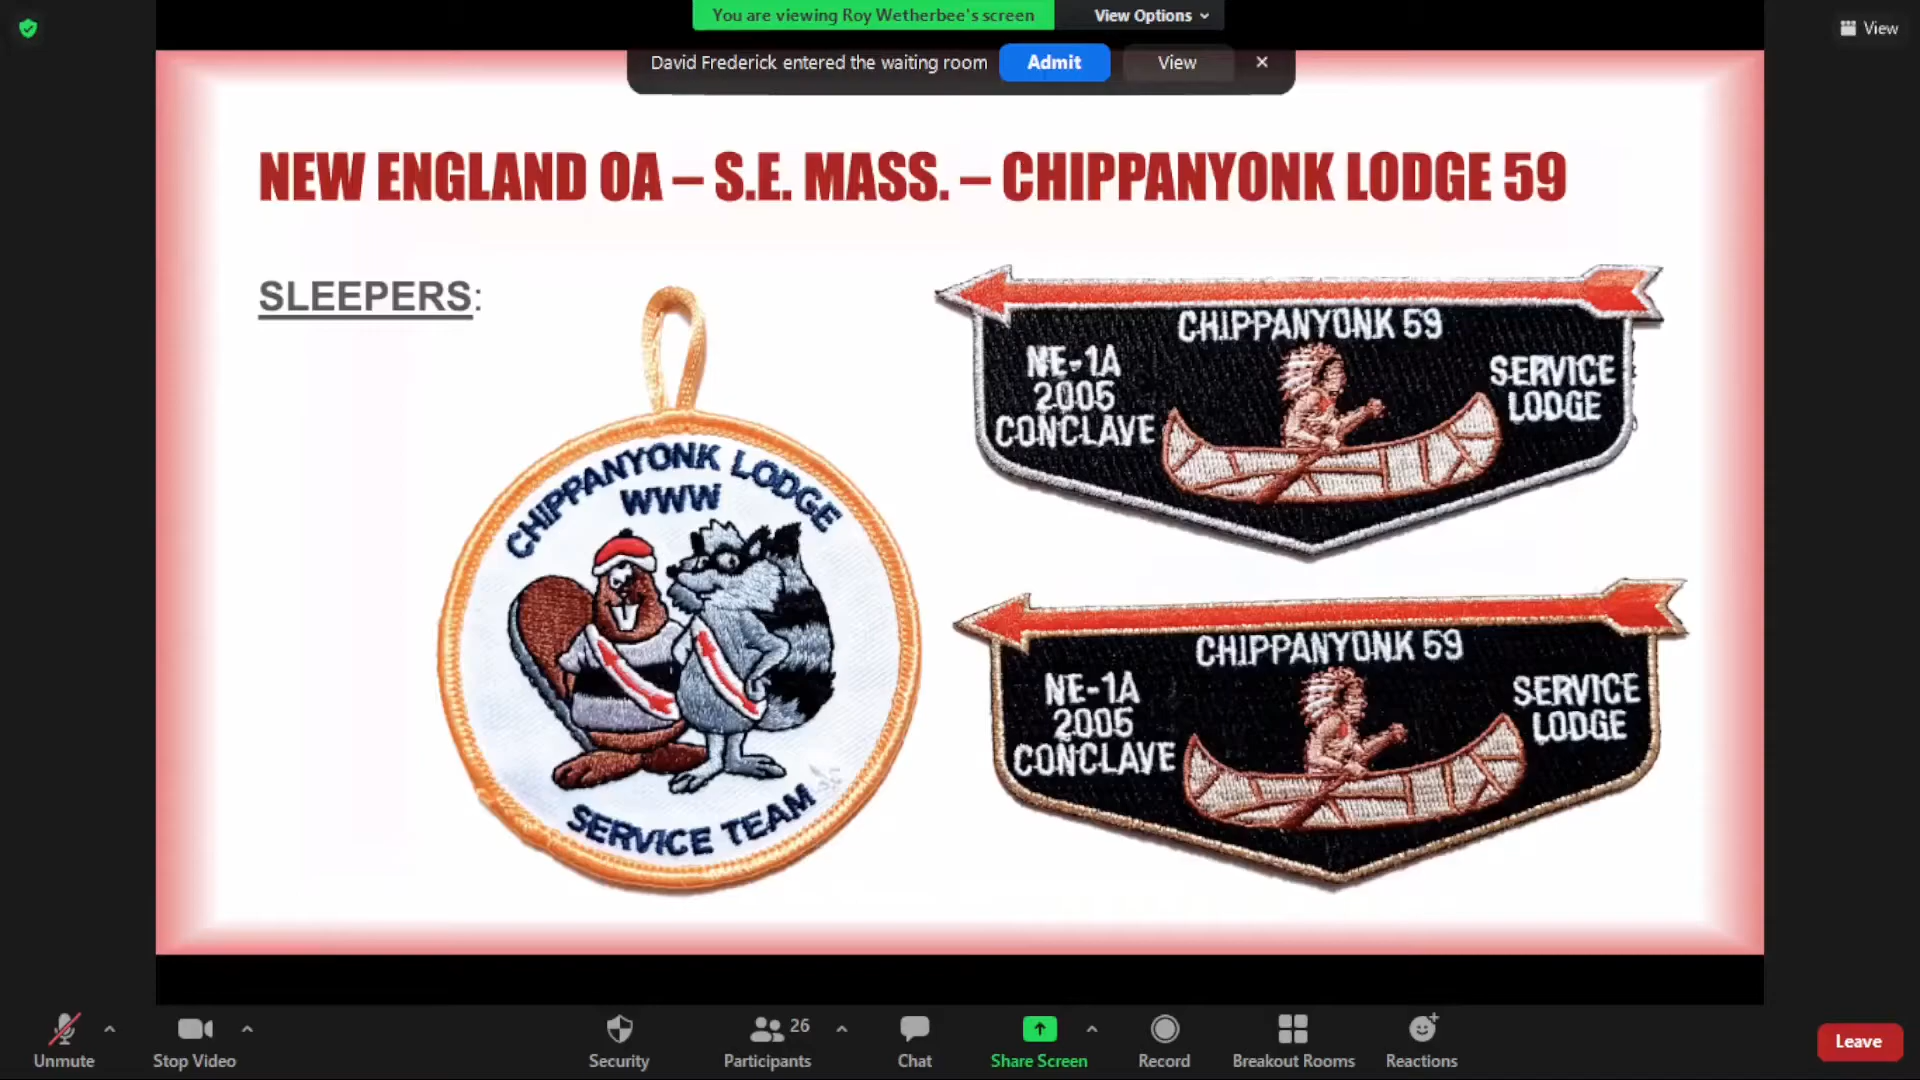 You are viewing Roy Wetherbee's screen
View Options
View
David Frederick entered the waiting room
Admit
View
NEW ENGLAND OA – S.E. MASS. – CHIPPANYONK LODGE 59
SLEEPERS:
CHIPPANYONK LODGE
WWW
SERVICE TEAM
CHIPPANYONK 59
NE-1A
2005
CONCLAVE
SERVICE
LODGE
CHIPPANYONK 59
NE-1A
2005
CONCLAVE
SERVICE
LODGE
Unmute
Stop Video
Security
26
Participants
Chat
Share Screen
Record
Breakout Rooms
Reactions
Leave